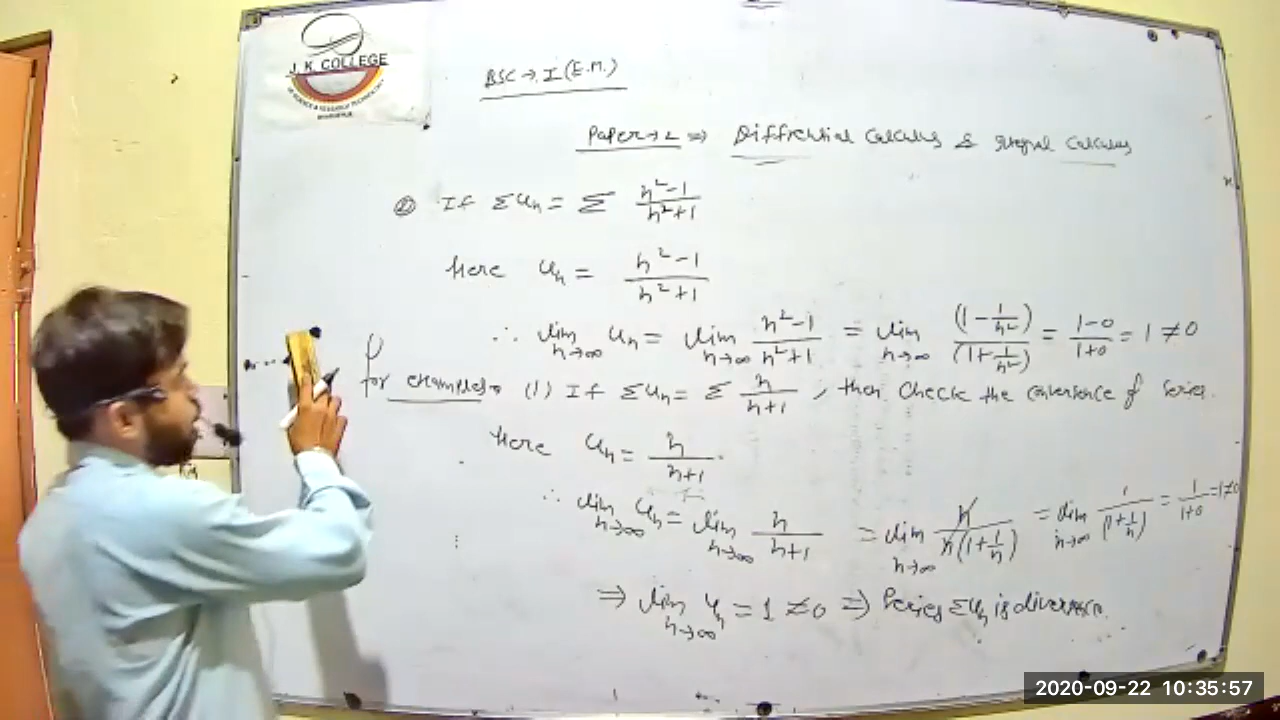 J. K. COLLEGE
BSC → I (E.M.)
Paper → 2 ⇒ Diffrential Calculus & Integral Calculus
② If Σuₙ = Σ (n²-1)/(n²+1)
Here uₙ = (n²-1)/(n²+1)
∴ lim n→∞ uₙ = lim n→∞ (n²-1)/(n²+1) = lim n→∞ (1-1/n²)/(1+1/n²) = (1-0)/(1+0) = 1 ≠ 0
for example → (1) If Σuₙ = Σ n/(n+1), then check the convergence of series.
Here uₙ = n/(n+1).
∴ lim n→∞ uₙ = lim n→∞ n/(n+1) = lim n→∞ n/(n(1+1/n)) = lim n→∞ 1/(1+1/n) = 1/(1+0) = 1 ≠ 0
⇒ lim n→∞ uₙ = 1 ≠ 0 ⇒ Series Σuₙ is divergent.
2020-09-22 10:35:57